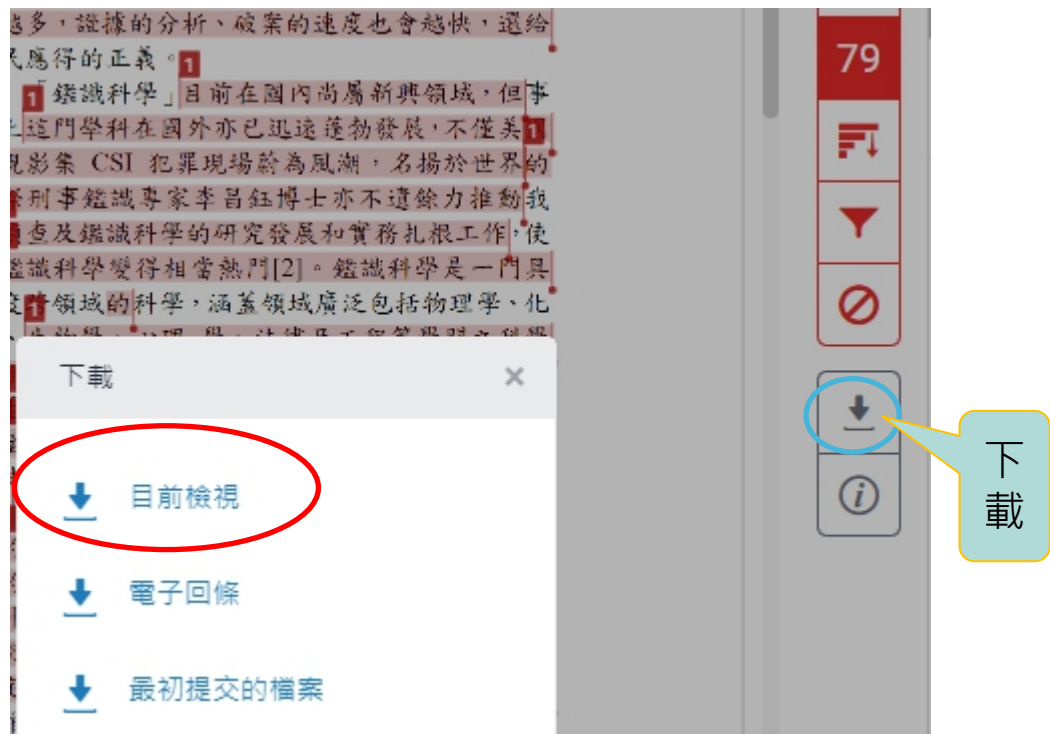 越多，證據的分析、破案的速度也會越快，還給
應得的正義。1
1「鑑識科學」目前在國內尚屬新興領域，但事
這門學科在國外亦已迅速蓬勃發展，不僅美1
影集 CSI 犯罪現場蔚為風潮，名揚於世界的
刑事鑑識專家李昌鈺博士亦不遺餘力推動我
查及鑑識科學的研究發展和實務扎根工作，使
鑑識科學變得相當熱門[2]。鑑識科學是一門具
領域的科學，涵蓋領域廣泛包括物理學、化
79
下載
×
目前檢視
電子回條
最初提交的檔案
i
下載